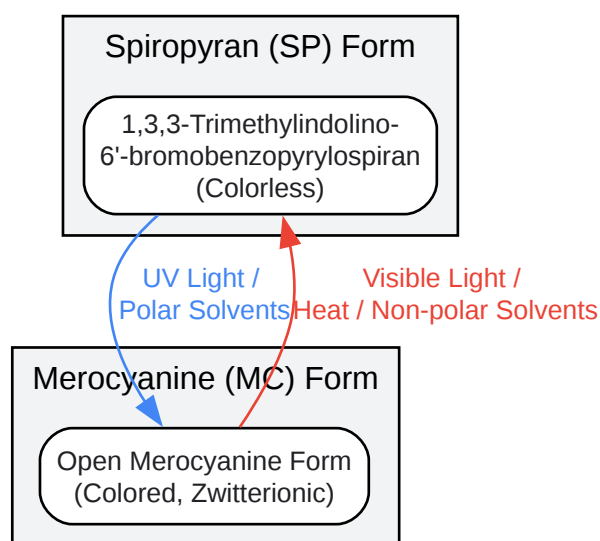 Spiropyran (SP) Form
1,3,3-Trimethylindolino-
6'-bromobenzopyrylospiran
(Colorless)
UV Light /
Polar Solvents
Visible Light /
Heat / Non-polar Solvents
Merocyanine (MC) Form
Open Merocyanine Form
(Colored, Zwitterionic)